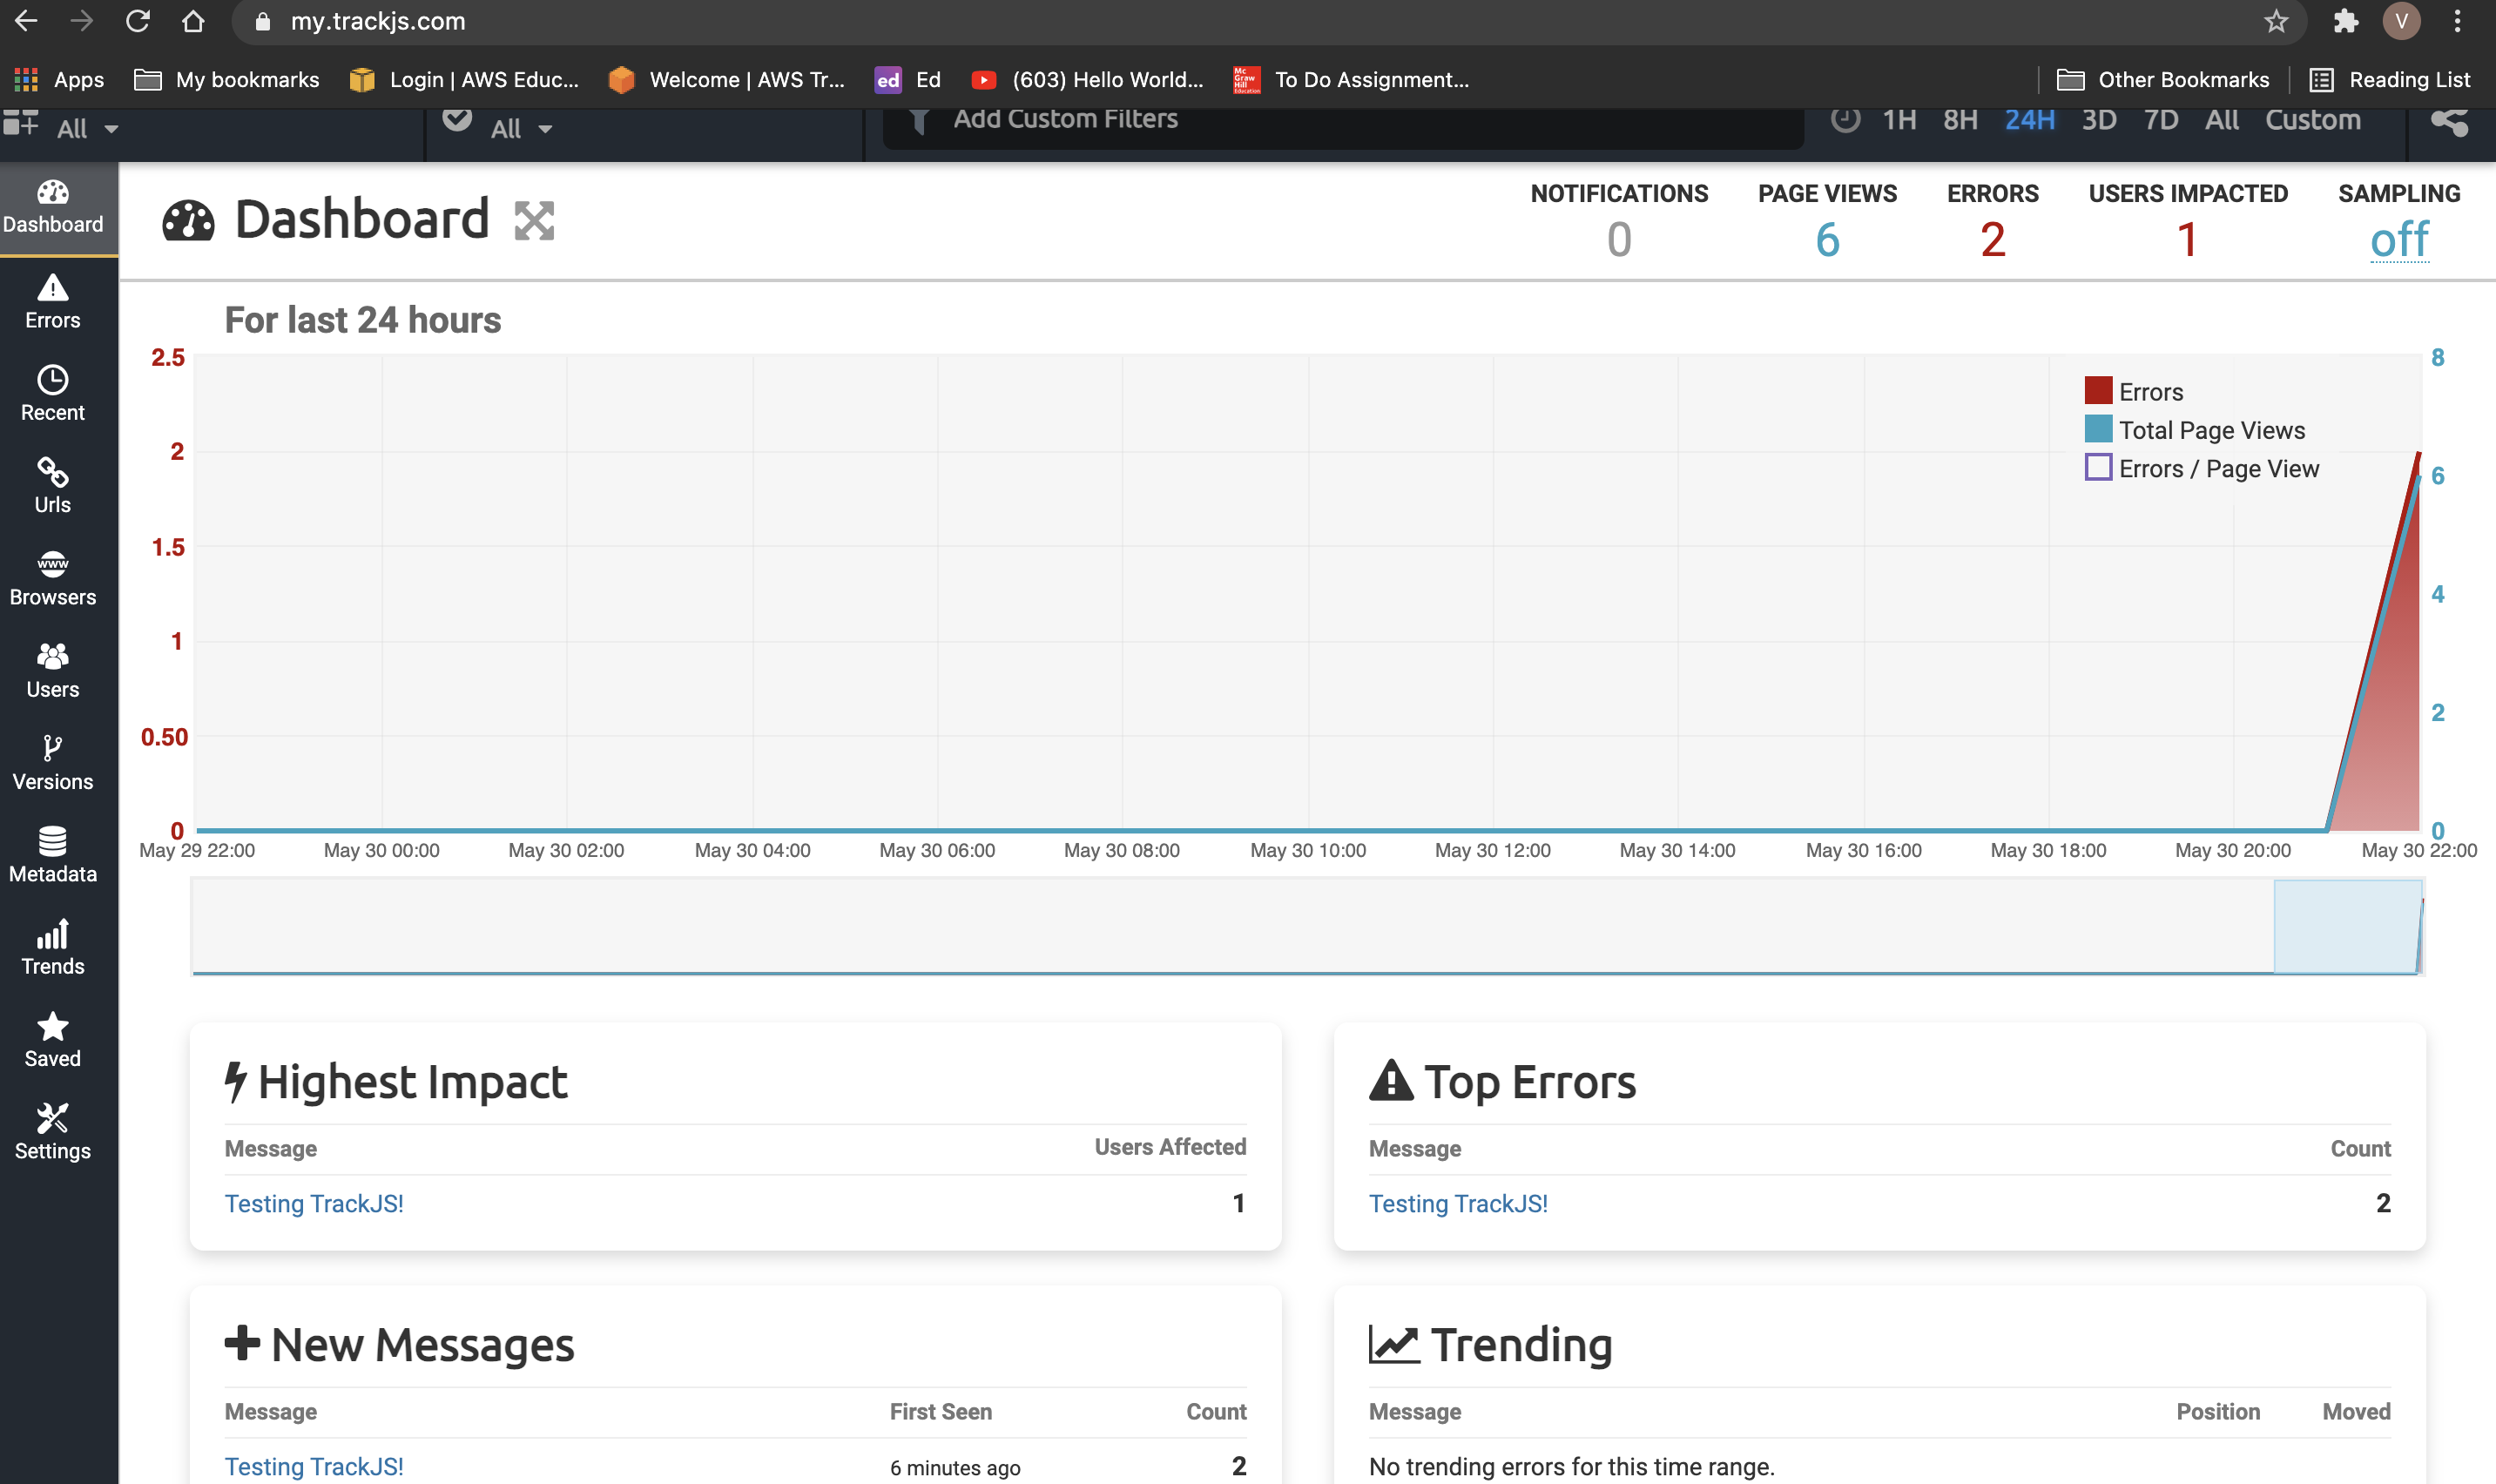 my.trackjs.com
V
Apps My bookmarks Login | AWS Educ... Welcome | AWS Tr... ed Ed (603) Hello World... Mc Graw Hill Education To Do Assignment... Other Bookmarks Reading List
All All Add Custom Filters 1H 8H 24H 3D 7D All Custom
Dashboard
Errors
Recent
Urls
www
Browsers
Users
Versions
Metadata
Trends
Saved
Settings
Dashboard
NOTIFICATIONS PAGE VIEWS ERRORS USERS IMPACTED SAMPLING
0 6 2 1 off
For last 24 hours
2.5 8
Errors
Total Page Views
2
Errors / Page View
6
1.5
4
1
2
0.50
0 0
May 29 22:00 May 30 00:00 May 30 02:00 May 30 04:00 May 30 06:00 May 30 08:00 May 30 10:00 May 30 12:00 May 30 14:00 May 30 16:00 May 30 18:00 May 30 20:00 May 30 22:00
Highest Impact
Message Users Affected
Testing TrackJS! 1
Top Errors
Message Count
Testing TrackJS! 2
New Messages
Message First Seen Count
Testing TrackJS! 6 minutes ago 2
Trending
Message Position Moved
No trending errors for this time range.